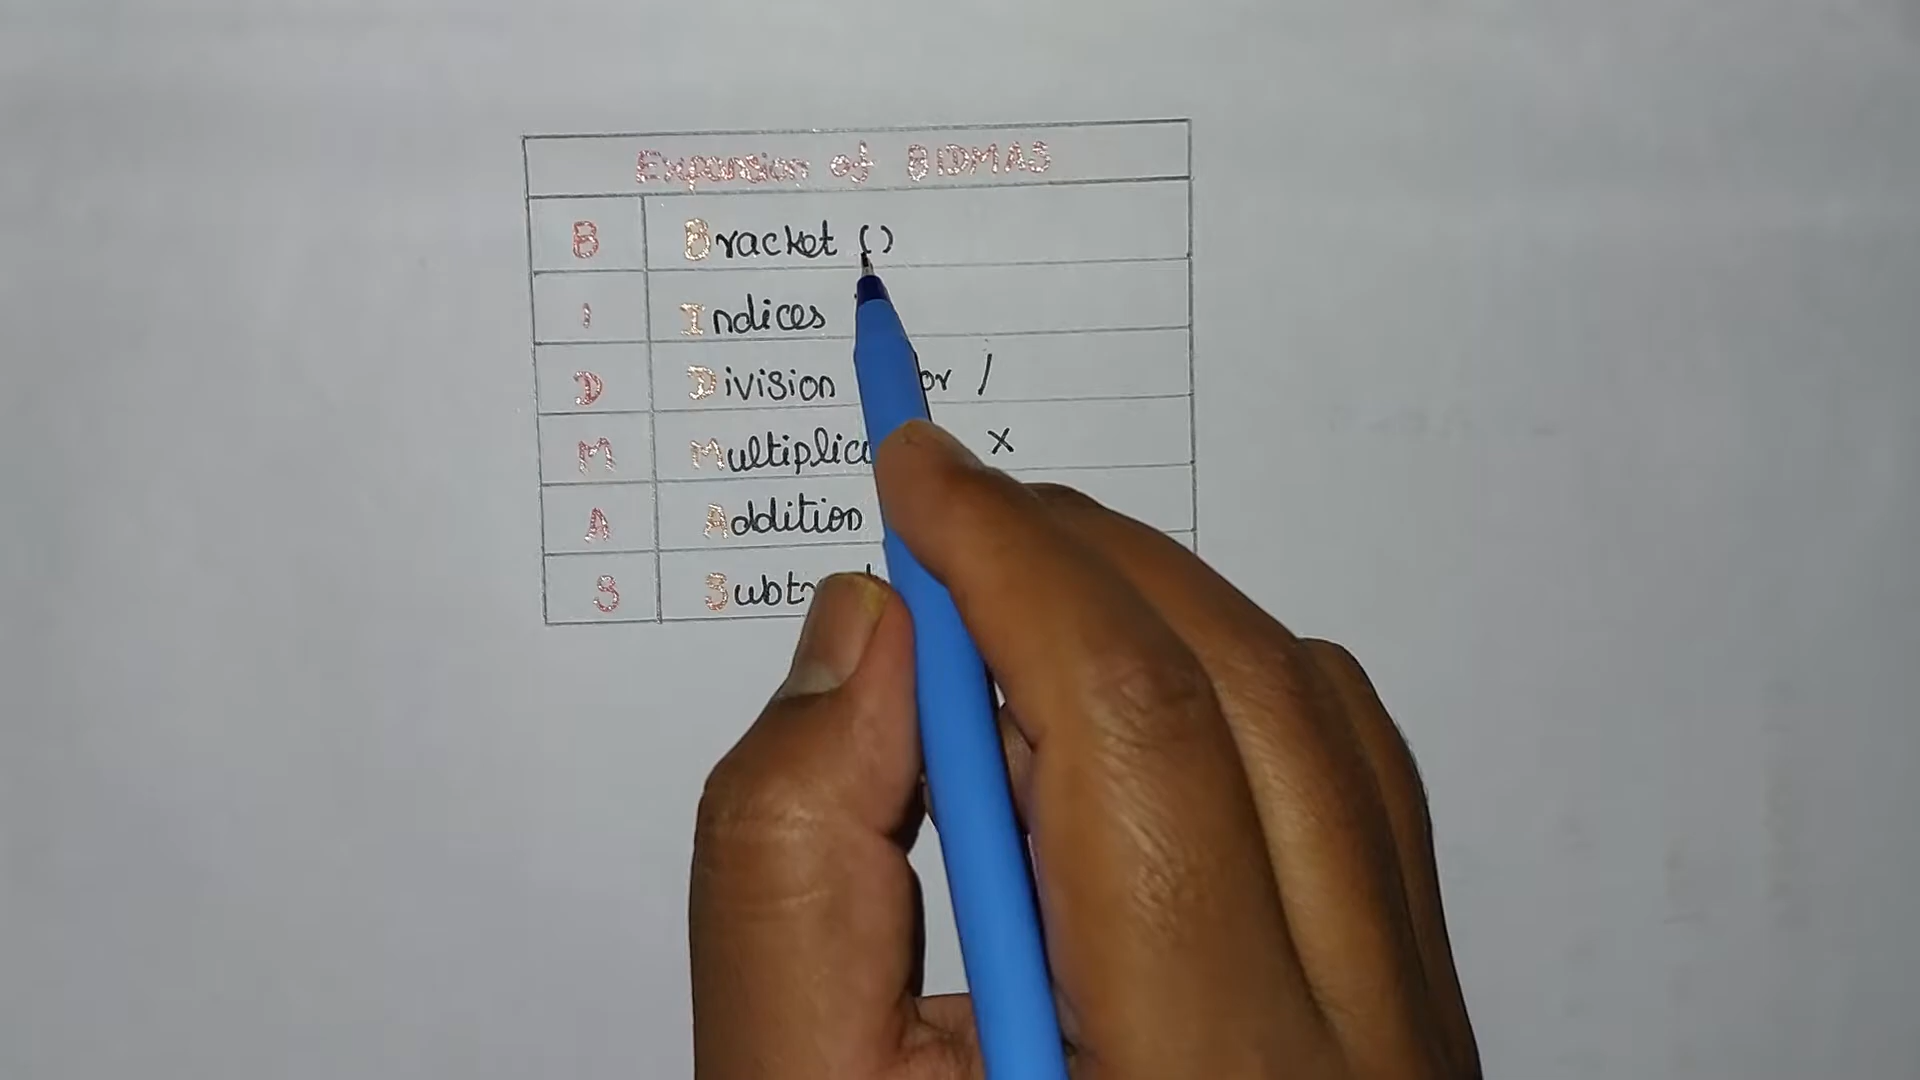 Expansion of BIDMAS
B Bracket ()
I Indices
D Division or /
M x
A Addition
S